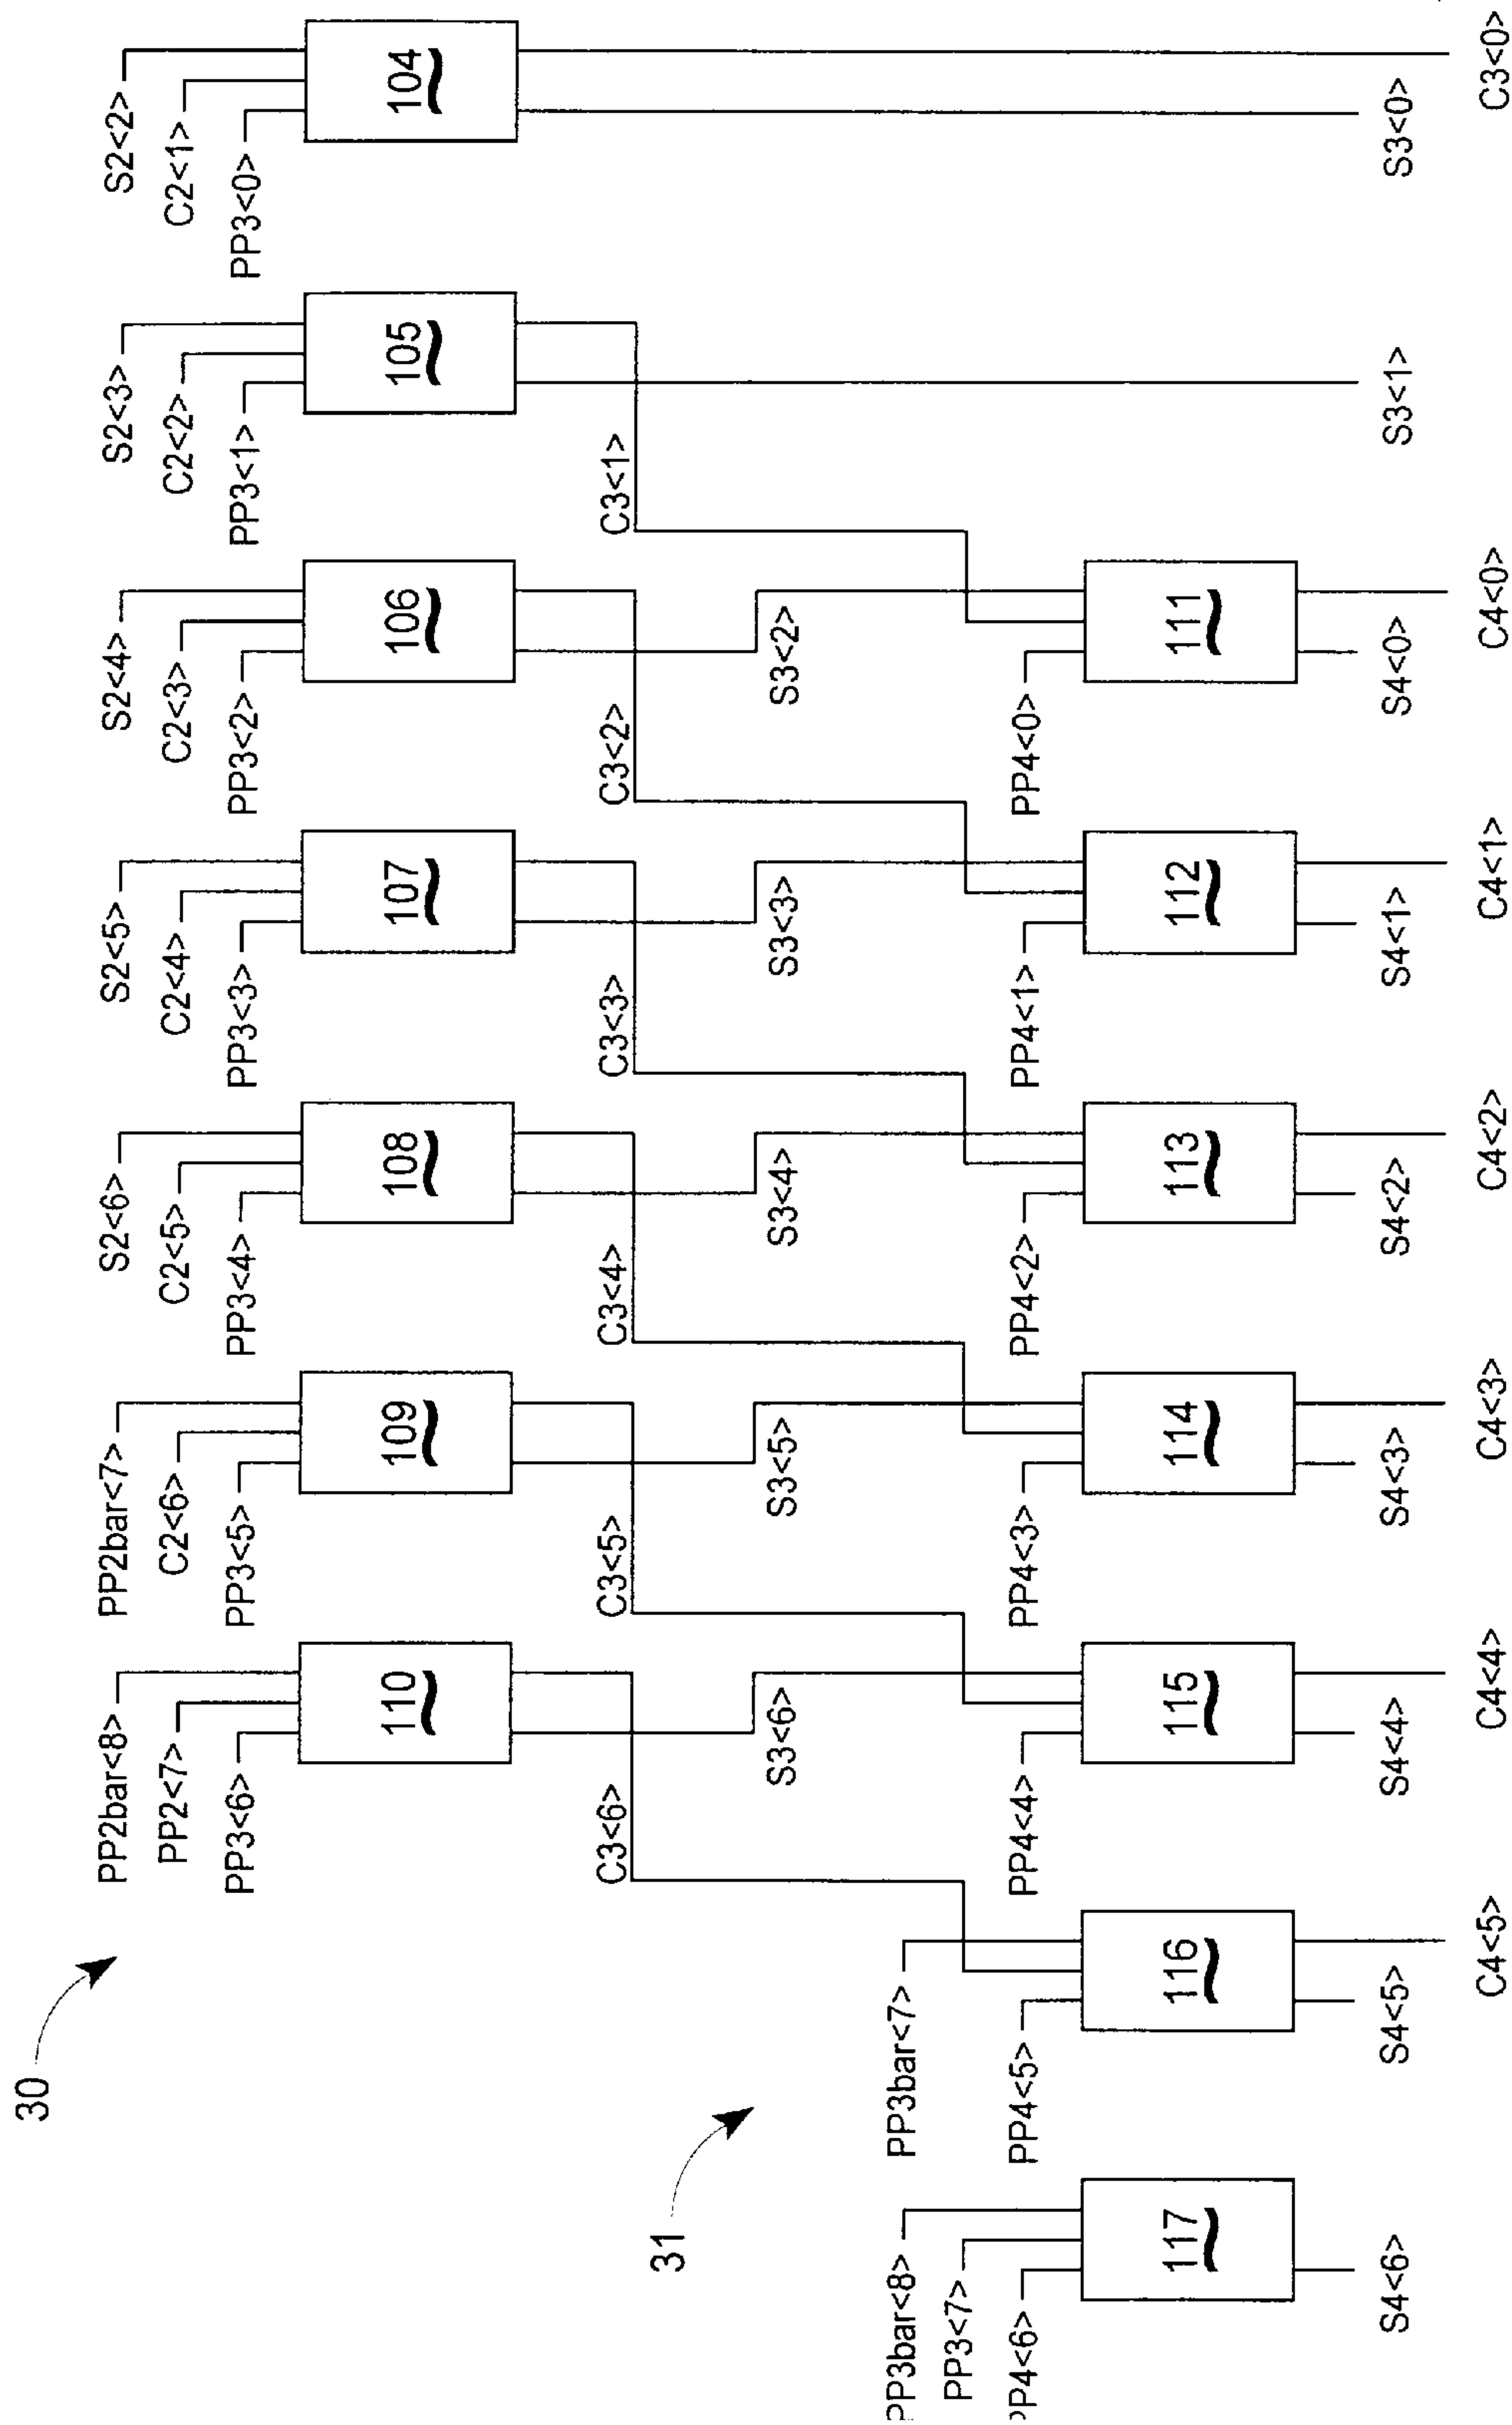 30
PP2bar<8>
PP2<7>
PP3<6>
110
PP2bar<7>
C2<6>
PP3<5>
109
S2<6>
C2<5>
PP3<4>
108
S2<5>
C2<4>
PP3<3>
107
S2<4>
C2<3>
PP3<2>
106
S2<3>
C2<2>
PP3<1>
105
S2<2>
C2<1>
PP3<0>
104
C3<6>
C3<5>
C3<4>
C3<3>
C3<2>
C3<1>
31
S3<6>
S3<5>
S3<4>
S3<3>
S3<2>
PP3bar<8>
PP3<7>
PP4<6>
117
PP3bar<7>
PP4<5>
116
PP4<4>
115
PP4<3>
114
PP4<2>
113
PP4<1>
112
PP4<0>
111
S4<6>
S4<5>
S4<4>
S4<3>
S4<2>
S4<1>
S4<0>
S3<1>
S3<0>
C4<5>
C4<4>
C4<3>
C4<2>
C4<1>
C4<0>
C3<0>